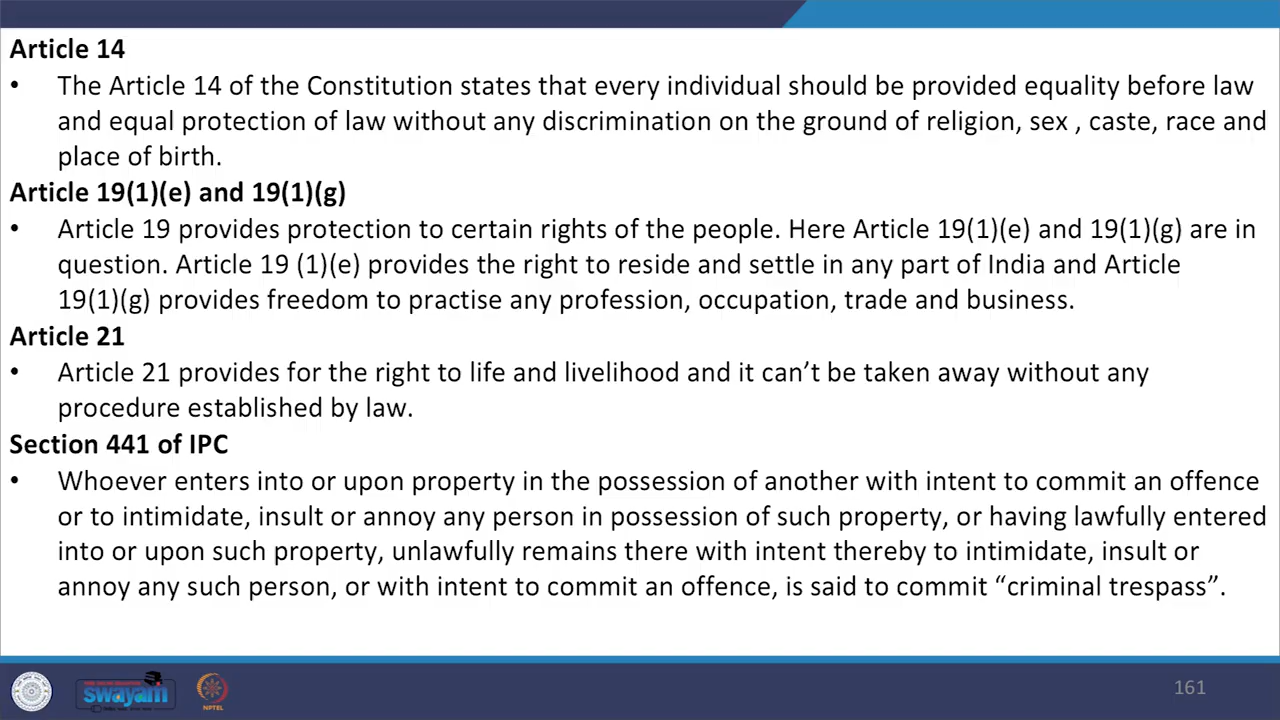 Article 14
• The Article 14 of the Constitution states that every individual should be provided equality before law
and equal protection of law without any discrimination on the ground of religion, sex , caste, race and
place of birth.
Article 19(1)(e) and 19(1)(g)
• Article 19 provides protection to certain rights of the people. Here Article 19(1)(e) and 19(1)(g) are in
question. Article 19 (1)(e) provides the right to reside and settle in any part of India and Article
19(1)(g) provides freedom to practise any profession, occupation, trade and business.
Article 21
• Article 21 provides for the right to life and livelihood and it can’t be taken away without any
procedure established by law.
Section 441 of IPC
• Whoever enters into or upon property in the possession of another with intent to commit an offence
or to intimidate, insult or annoy any person in possession of such property, or having lawfully entered
into or upon such property, unlawfully remains there with intent thereby to intimidate, insult or
annoy any such person, or with intent to commit an offence, is said to commit “criminal trespass”.
swayam
NPTEL
161